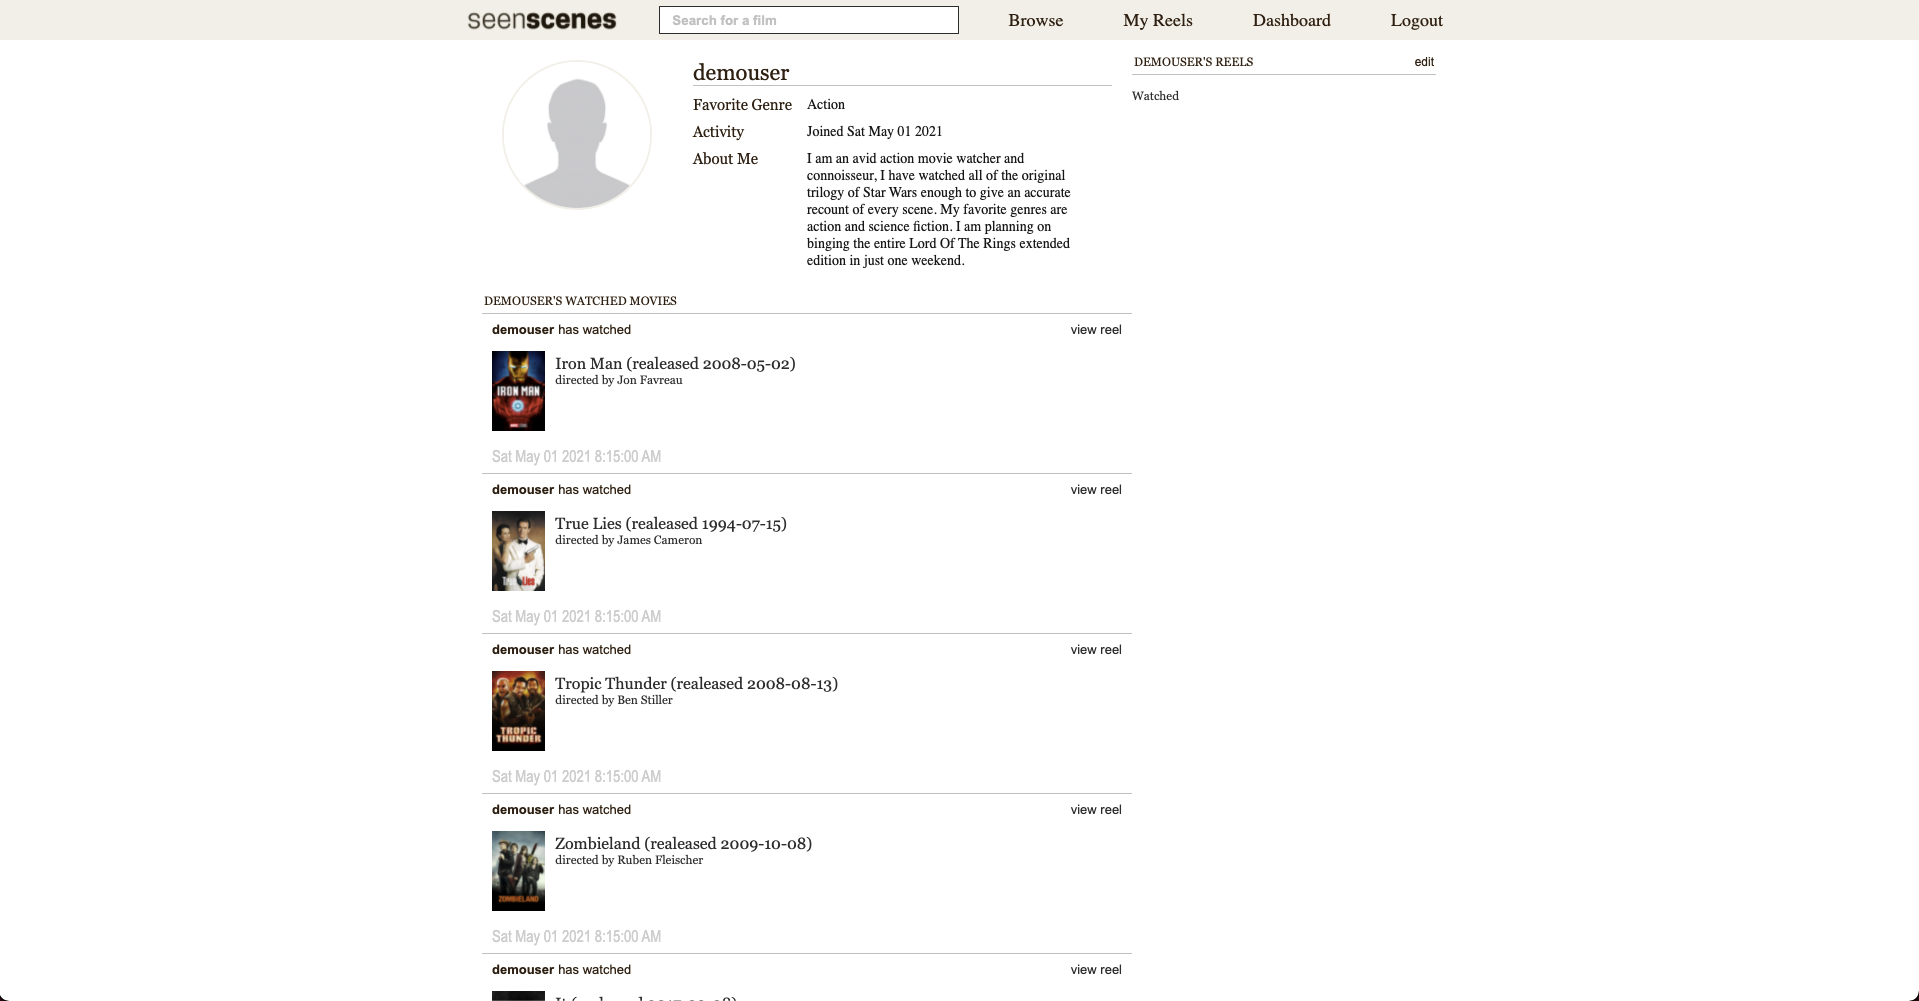 seenscenes
Search for a film
Browse
My Reels
Dashboard
Logout
demouser
Favorite Genre Action
Activity Joined Sat May 01 2021
About Me I am an avid action movie watcher and
connoisseur, I have watched all of the original
trilogy of Star Wars enough to give an accurate
recount of every scene. My favorite genres are
action and science fiction. I am planning on
binging the entire Lord Of The Rings extended
edition in just one weekend.
DEMOUSER'S REELS edit
Watched
DEMOUSER'S WATCHED MOVIES
demouser has watched view reel
IRON MAN
Iron Man (realeased 2008-05-02)
directed by Jon Favreau
Sat May 01 2021 8:15:00 AM
demouser has watched view reel
True Lies
True Lies (realeased 1994-07-15)
directed by James Cameron
Sat May 01 2021 8:15:00 AM
demouser has watched view reel
TROPIC
THUNDER
Tropic Thunder (realeased 2008-08-13)
directed by Ben Stiller
Sat May 01 2021 8:15:00 AM
demouser has watched view reel
ZOMBIELAND
Zombieland (realeased 2009-10-08)
directed by Ruben Fleischer
Sat May 01 2021 8:15:00 AM
demouser has watched view reel